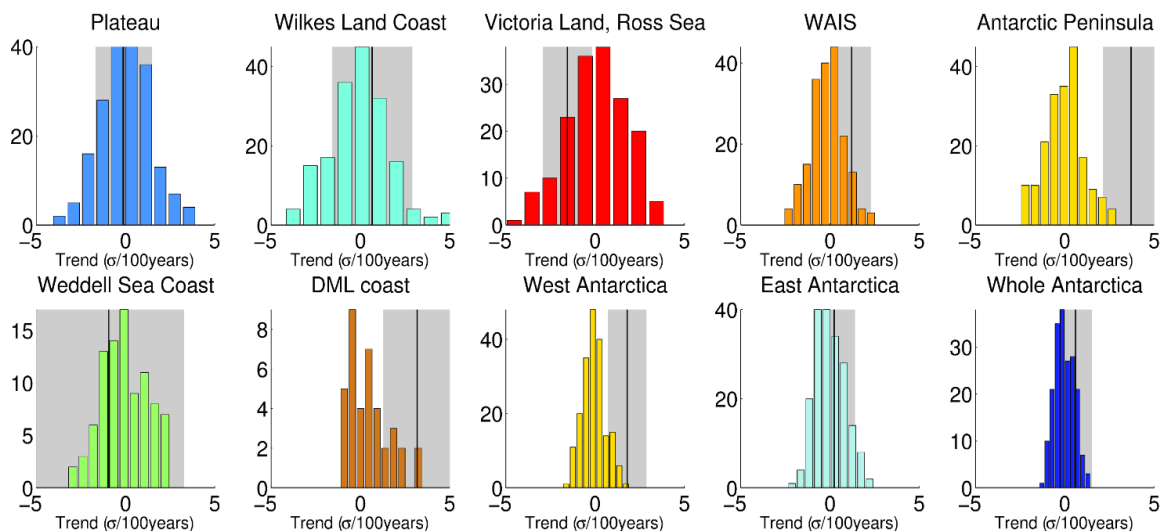 Plateau Wilkes Land Coast Victoria Land, Ross Sea WAIS Antarctic Peninsula
40 40 30 40 40
20 20 20 20 20
0 0 10 0 0
0
−5 0 5 −5 0 5 −5 0 5 −5 0 5 −5 0 5
Trend (σ/100years) Trend (σ/100years) Trend (σ/100years) Trend (σ/100years) Trend (σ/100years)
Weddell Sea Coast DML coast West Antarctica East Antarctica Whole Antarctica
15 8 40 40 30
10 6 20 20 20
5 4 0 0 10
0 2 0
0
−5 0 5 −5 0 5 −5 0 5 −5 0 5 −5 0 5
Trend (σ/100years) Trend (σ/100years) Trend (σ/100years) Trend (σ/100years) Trend (σ/100years)